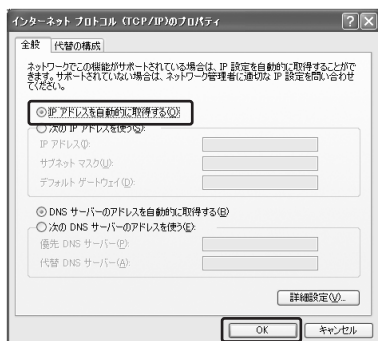 インターネット プロトコル (TCP/IP)のプロパティ
全般 代替の構成
ネットワークでこの機能がサポートされている場合は、IP 設定を自動的に取得することがで
きます。サポートされていない場合は、ネットワーク管理者に適切な IP 設定を問い合わせ
てください。
IP アドレスを自動的に取得する(O)
次の IP アドレスを使う(S):
IP アドレス(I):
サブネット マスク(U):
デフォルト ゲートウェイ(D):
DNS サーバーのアドレスを自動的に取得する(B)
次の DNS サーバーのアドレスを使う(E):
優先 DNS サーバー(P):
代替 DNS サーバー(A):
詳細設定(V)...
OK キャンセル